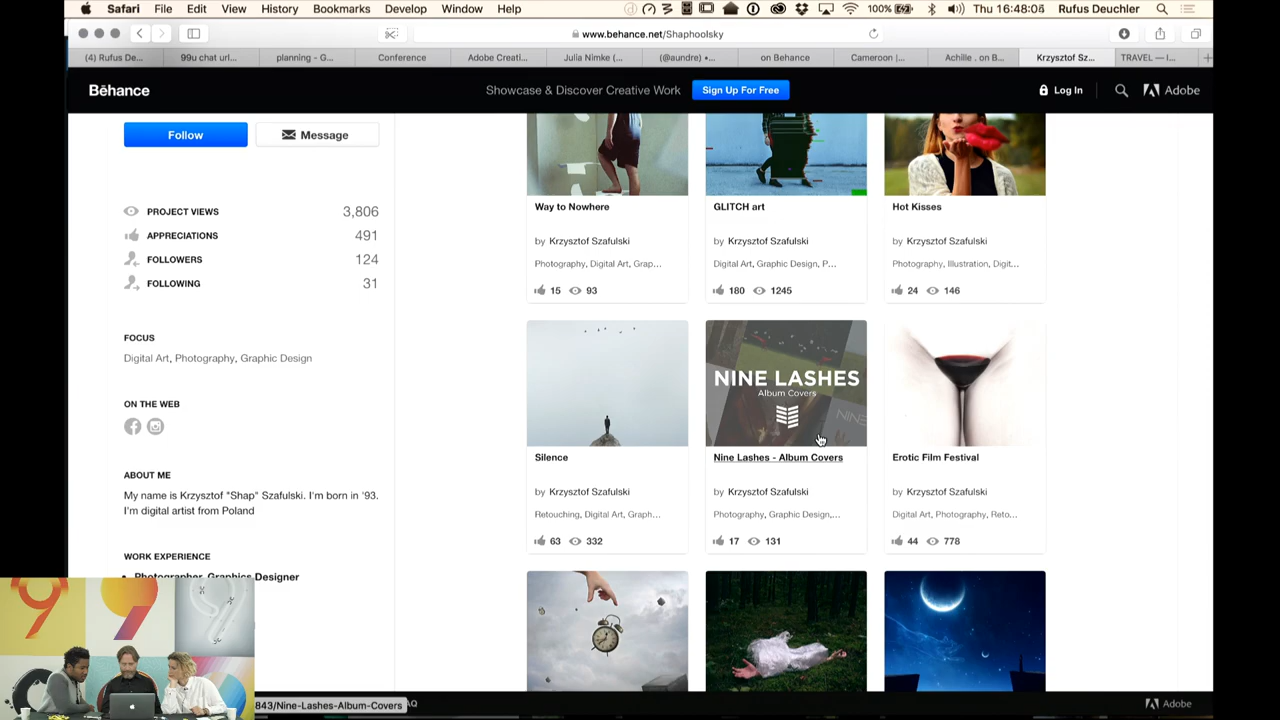 Safari File Edit View History Bookmarks Develop Window Help
100% Thu 16:48:05 Rufus Deuchler
www.behance.net/Shaphoolsky
(4) Rufus De... 99u chat url... planning - G... Conference Adobe Creati... Julia Nimke (... (@aundre) •... on Behance Cameroon |... Achille . on B... Krzysztof Sz... TRAVEL — I...
Bēhance Showcase & Discover Creative Work Sign Up For Free Log In Adobe
Follow Message
PROJECT VIEWS 3,806
APPRECIATIONS 491
FOLLOWERS 124
FOLLOWING 31
FOCUS
Digital Art, Photography, Graphic Design
ON THE WEB
ABOUT ME
My name is Krzysztof "Shap" Szafulski. I'm born in '93.
I'm digital artist from Poland
WORK EXPERIENCE
Photographer, Graphics Designer
Way to Nowhere
by Krzysztof Szafulski
Photography, Digital Art, Grap...
15 93
GLITCH art
by Krzysztof Szafulski
Digital Art, Graphic Design, P...
180 1245
Hot Kisses
by Krzysztof Szafulski
Photography, Illustration, Digit...
24 146
Silence
by Krzysztof Szafulski
Retouching, Digital Art, Graph...
63 332
NINE LASHES
Album Covers
NINE
Nine Lashes - Album Covers
by Krzysztof Szafulski
Photography, Graphic Design,...
17 131
Erotic Film Festival
by Krzysztof Szafulski
Digital Art, Photography, Reto...
44 778
9 9 9
843/Nine-Lashes-Album-Covers
Adobe